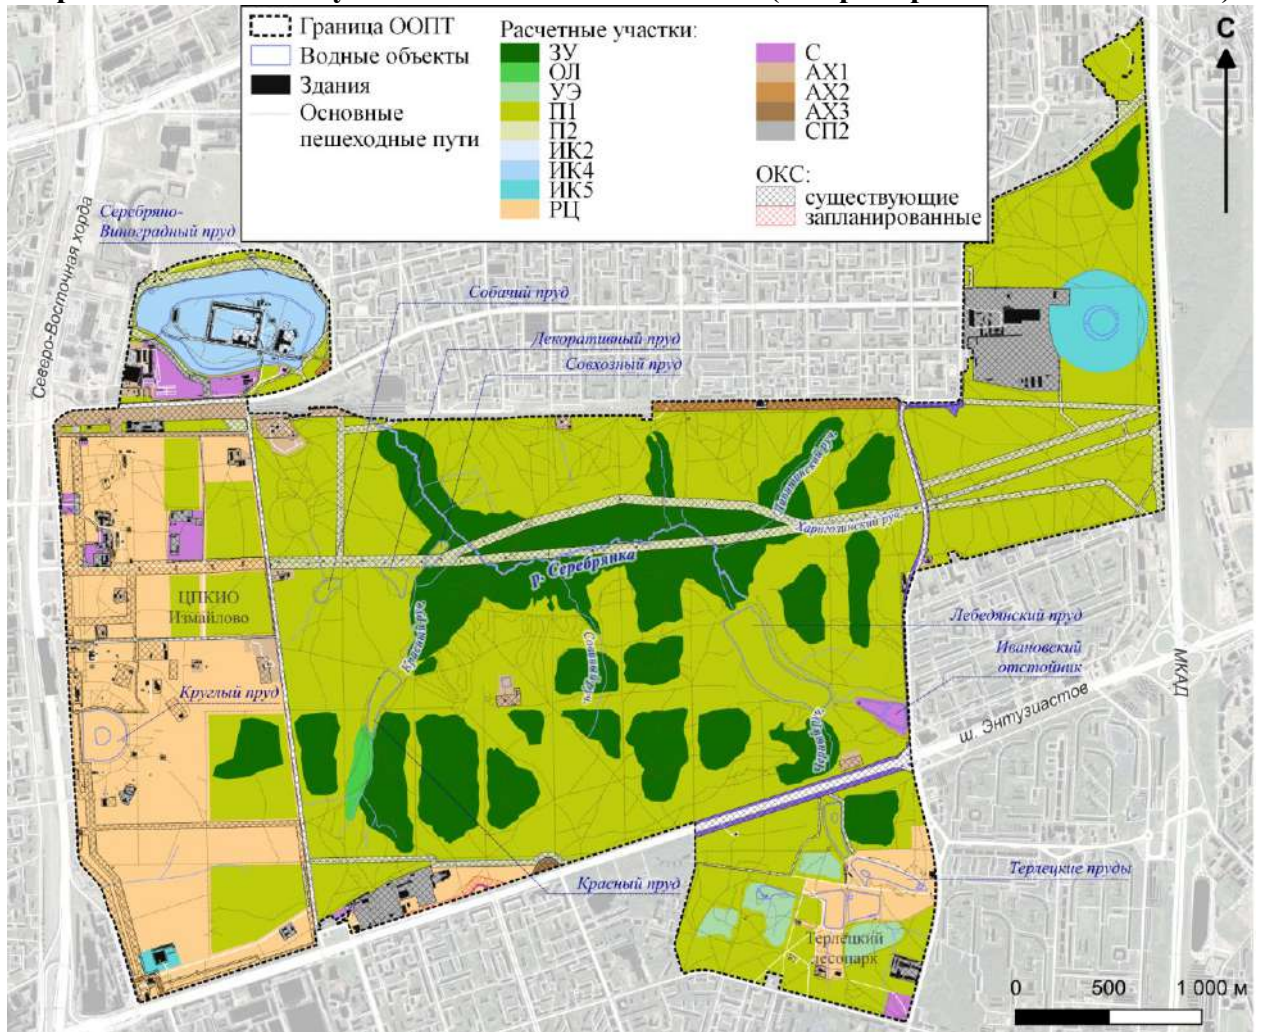 Граница ООПТ
Водные объекты
Здания
Основные
пешеходные пути
Расчетные участки:
ЗУ
ОЛ
УЭ
П1
П2
ИК2
ИК4
ИК5
РЦ
С
АХ1
АХ2
АХ3
СП2
ОКС:
существующие
запланированные
С
Серебряно-
Виноградный пруд
Северо-Восточная хорда
Собачий пруд
Декоративный пруд
Совхозный пруд
р. Серебрянка
Красный руч.
ЦПКИО
Измайлово
Круглый пруд
Лебедянский пруд
Ивановский
отстойник
МКАД
ш. Энтузиастов
Красный пруд
Терлецкие пруды
Терлецкий
лесопарк
0 500 1 000 м